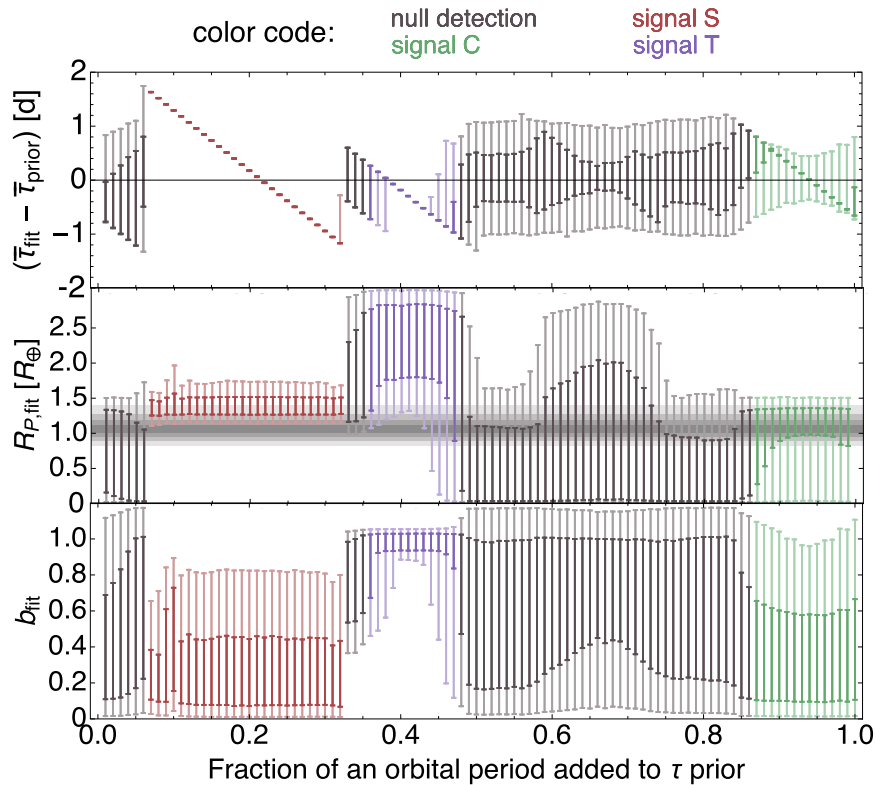 color code: null detection signal S
signal C signal T
(τ̅fit − τ̅prior) [d]
2
1
0
−1
−2
RP,fit [R⊕]
2.5
2.0
1.5
1.0
0.5
0
bfit
1.0
0.8
0.6
0.4
0.2
0
0.0 0.2 0.4 0.6 0.8 1.0
Fraction of an orbital period added to τ prior